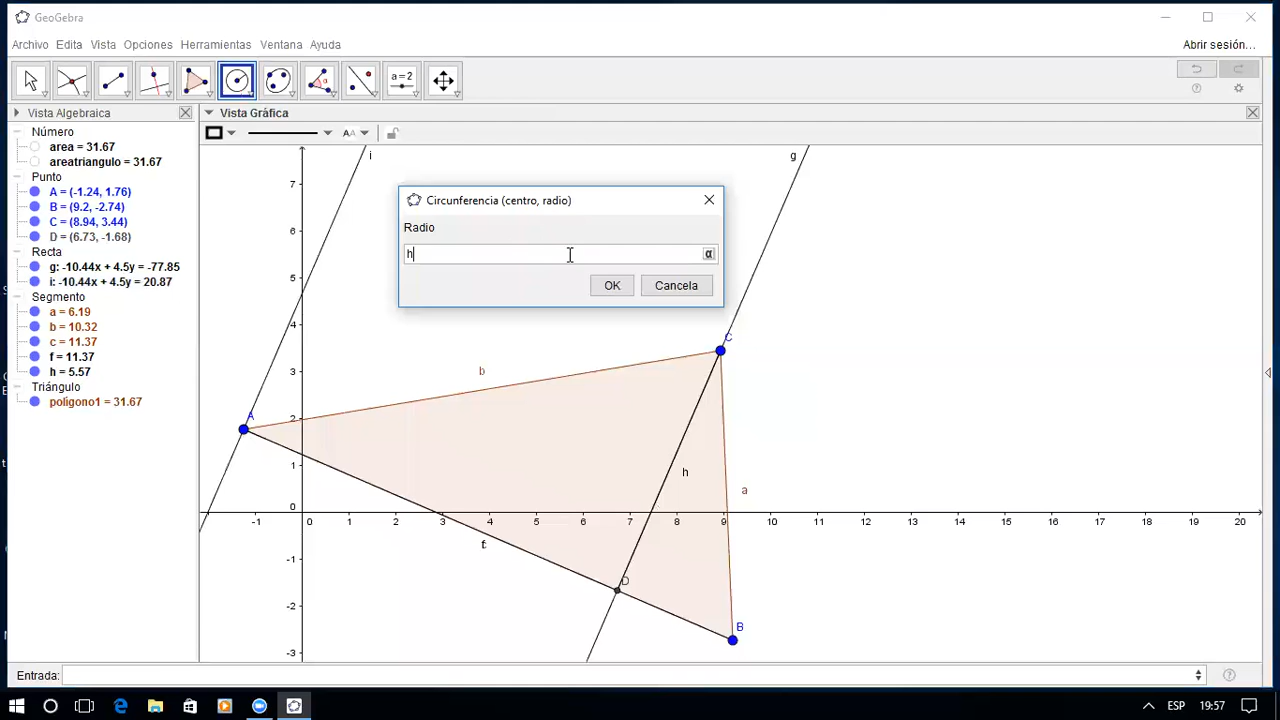 GeoGebra
Archivo Edita Vista Opciones Herramientas Ventana Ayuda
Abrir sesión...
α
a=2
Vista Algebraica
Vista Gráfica
AA
Número
area = 31.67
areatriangulo = 31.67
Punto
A = (-1.24, 1.76)
B = (9.2, -2.74)
C = (8.94, 3.44)
D = (6.73, -1.68)
Recta
g: -10.44x + 4.5y = -77.85
i: -10.44x + 4.5y = 20.87
Segmento
a = 6.19
b = 10.32
c = 11.37
f = 11.37
h = 5.57
Triángulo
polígono1 = 31.67
i
g
7
6
5
4
3
2
1
0
-1
-2
-3
-1 0 1 2 3 4 5 6 7 8 9 10 11 12 13 14 15 16 17 18 19 20
Circunferencia (centro, radio)
Radio
h
α
OK
Cancela
C
b
A
h
a
D
B
Entrada:
ESP
19:57